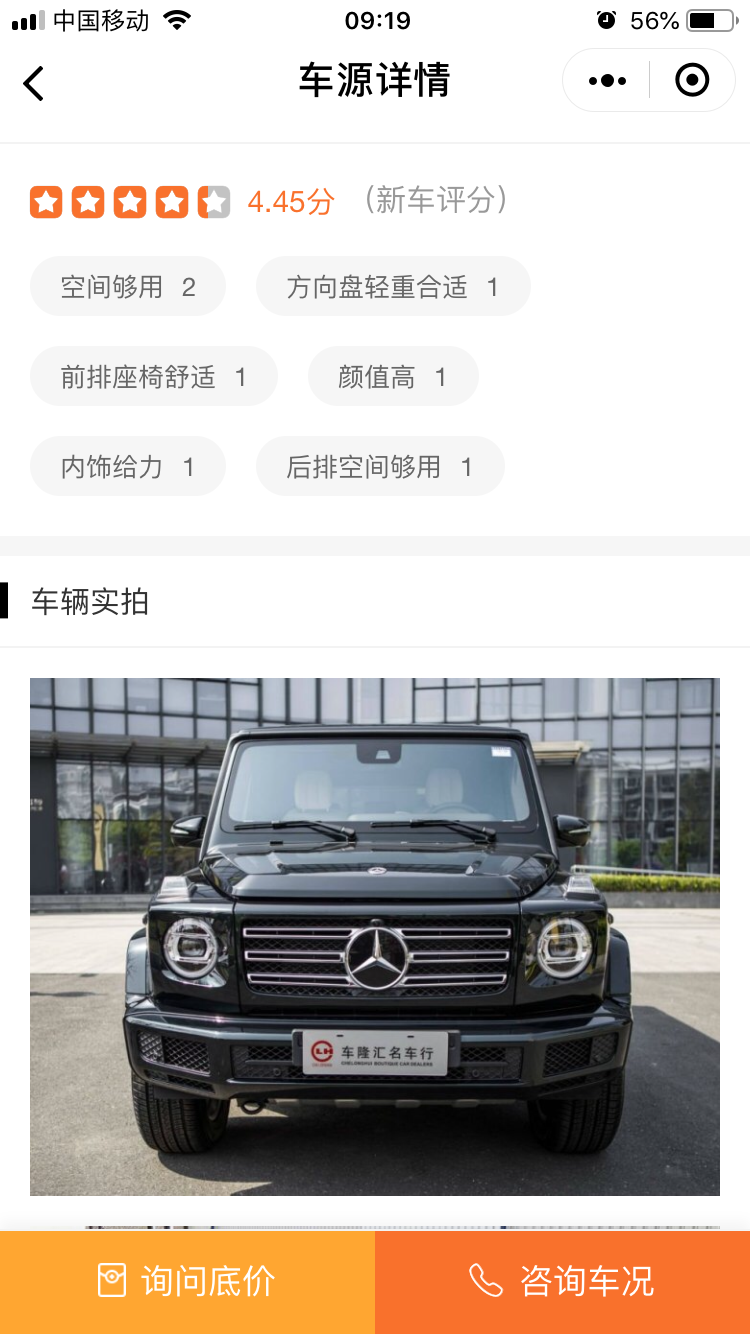 中国移动 09:19 56%
车源详情
4.45分 （新车评分）
空间够用 2 方向盘轻重合适 1
前排座椅舒适 1 颜值高 1
内饰给力 1 后排空间够用 1
车辆实拍
LH 车隆汇名车行
CHELONGHUI BOUTIQUE CAR DEALERS
询问底价 咨询车况